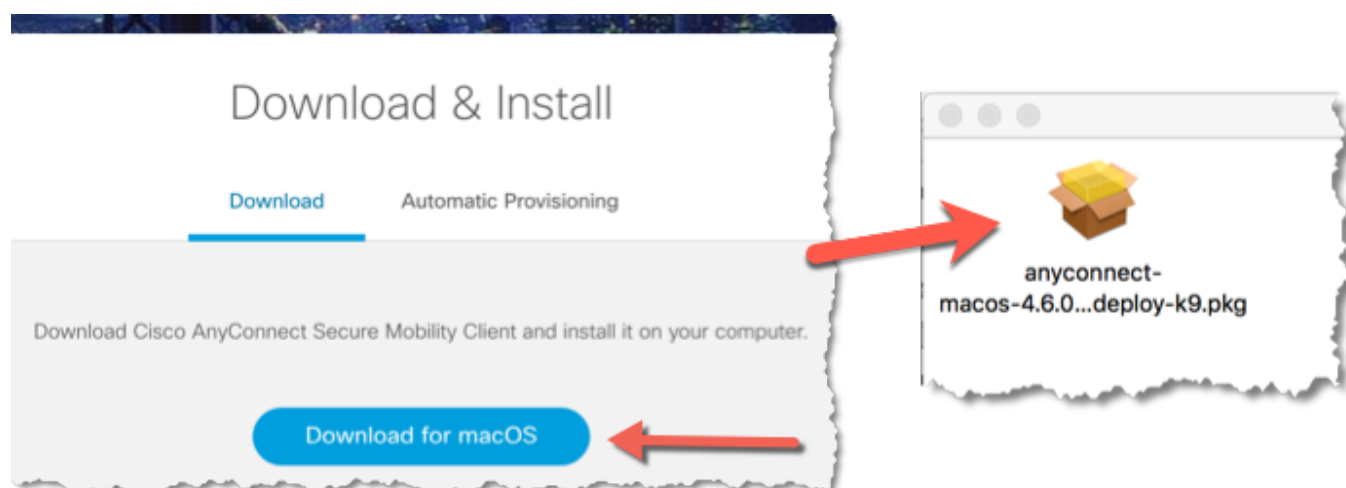 Download & Install
Download Automatic Provisioning
Download Cisco AnyConnect Secure Mobility Client and install it on your computer.
Download for macOS
anyconnect-
macos-4.6.0...deploy-k9.pkg